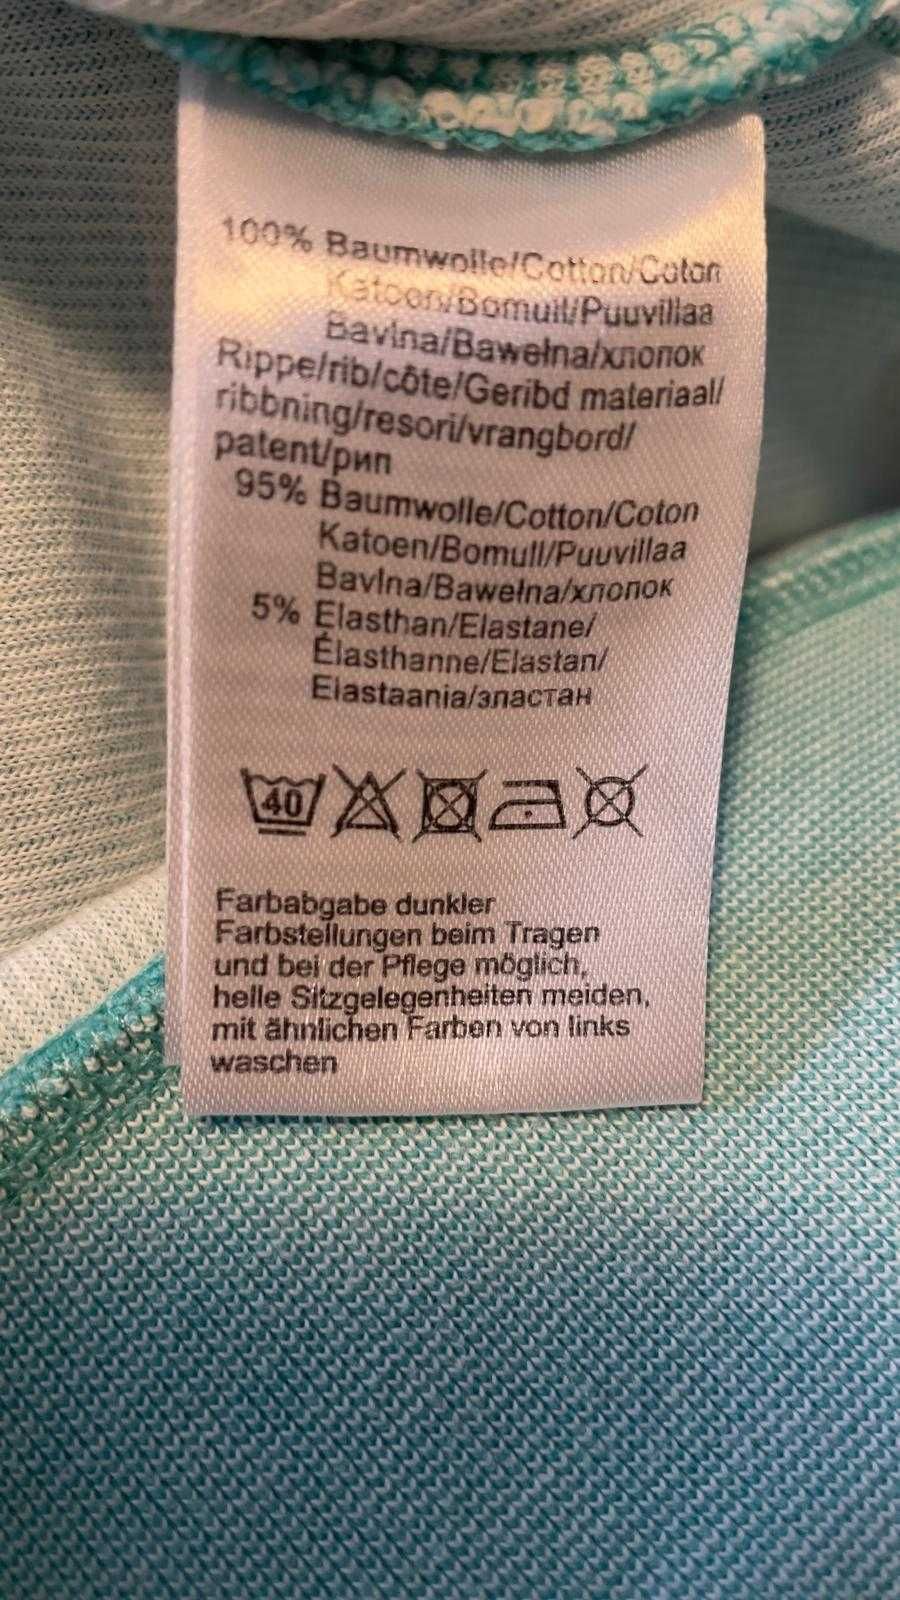 100% Baumwolle/Cotton/Coton
Katoen/Bomull/Puuvillaa
Bavlna/Bawełna/хлопок
Rippe/rib/côte/Geribd materiaal/
ribbning/resori/vrangbord/
patent/рип
95% Baumwolle/Cotton/Coton
Katoen/Bomull/Puuvillaa
Bavlna/Bawełna/хлопок
5% Elasthan/Elastane/
Élasthanne/Elastan/
Elastaania/эластан
40
Farbabgabe dunkler
Farbstellungen beim Tragen
und bei der Pflege möglich,
helle Sitzgelegenheiten meiden,
mit ähnlichen Farben von links
waschen